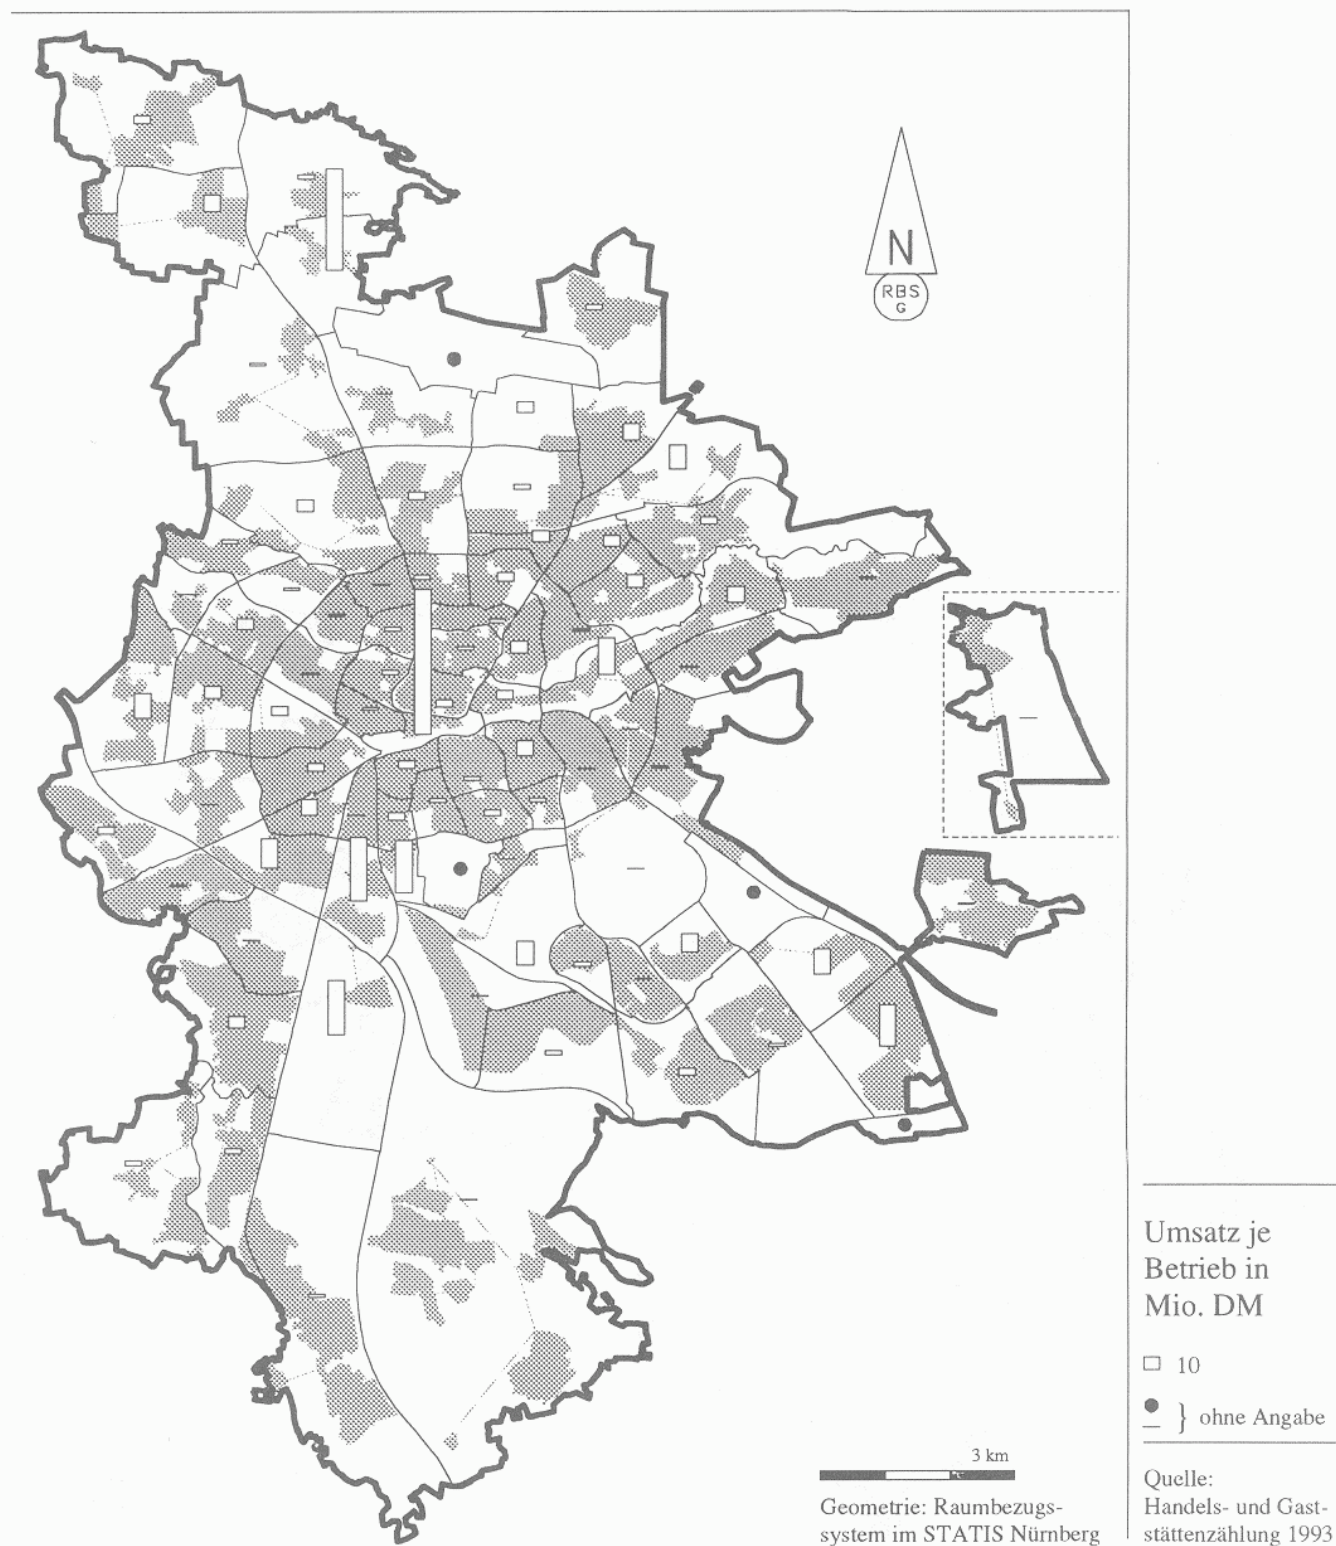 N
RBS
G
Umsatz je
Betrieb in
Mio. DM
10
} ohne Angabe
3 km
Geometrie: Raumbezugs-
system im STATIS Nürnberg
Quelle:
Handels- und Gast-
stättenzählung 1993